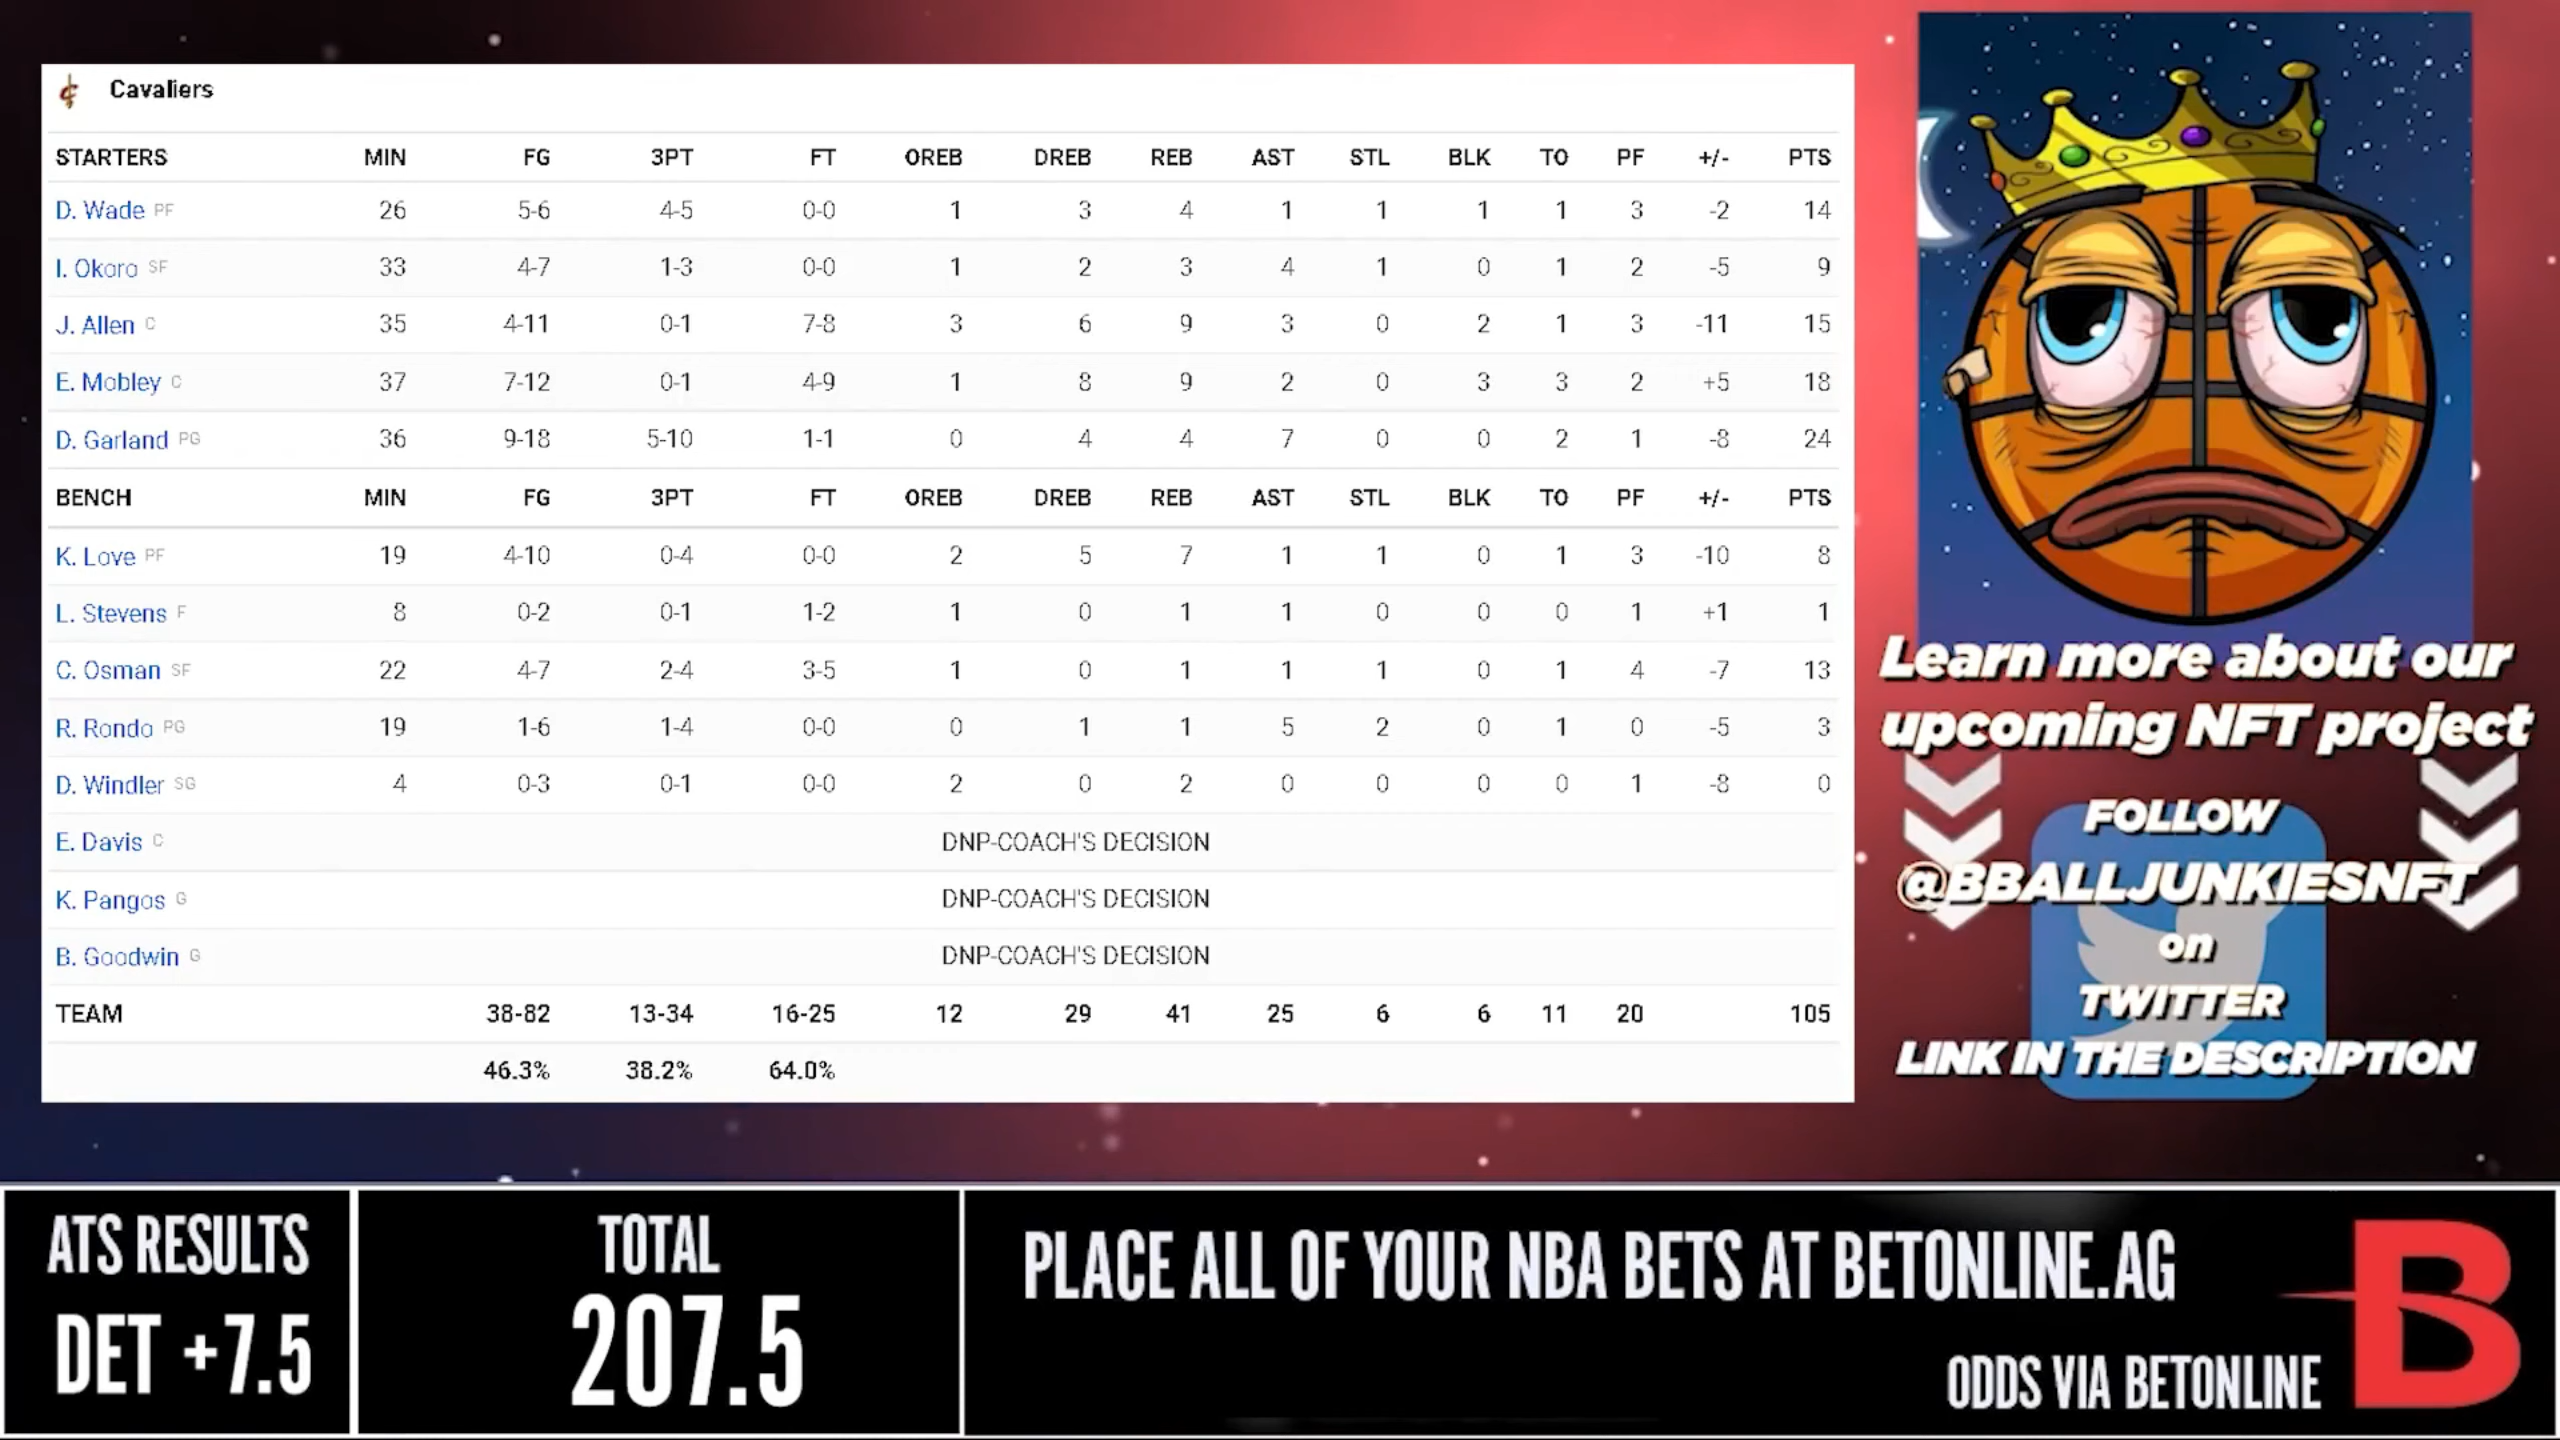 Cavaliers
STARTERS MIN FG 3PT FT OREB DREB REB AST STL BLK TO PF +/- PTS
D. Wade PF 26 5-6 4-5 0-0 1 3 4 1 1 1 1 3 -2 14
I. Okoro SF 33 4-7 1-3 0-0 1 2 3 4 1 0 1 2 -5 9
J. Allen C 35 4-11 0-1 7-8 3 6 9 3 0 2 1 3 -11 15
E. Mobley C 37 7-12 0-1 4-9 1 8 9 2 0 3 3 2 +5 18
D. Garland PG 36 9-18 5-10 1-1 0 4 4 7 0 0 2 1 -8 24
BENCH MIN FG 3PT FT OREB DREB REB AST STL BLK TO PF +/- PTS
K. Love PF 19 4-10 0-4 0-0 2 5 7 1 1 0 1 3 -10 8
L. Stevens F 8 0-2 0-1 1-2 1 0 1 1 0 0 0 1 +1 1
C. Osman SF 22 4-7 2-4 3-5 1 0 1 1 1 0 1 4 -7 13
R. Rondo PG 19 1-6 1-4 0-0 0 1 1 5 2 0 1 0 -5 3
D. Windler SG 4 0-3 0-1 0-0 2 0 2 0 0 0 0 1 -8 0
E. Davis C DNP-COACH'S DECISION
K. Pangos G DNP-COACH'S DECISION
B. Goodwin G DNP-COACH'S DECISION
TEAM 38-82 13-34 16-25 12 29 41 25 6 6 11 20 105
46.3% 38.2% 64.0%
Learn more about our
upcoming NFT project
FOLLOW
@BBALLJUNKIESNFT
on
TWITTER
LINK IN THE DESCRIPTION
ATS RESULTS
DET +7.5
TOTAL
207.5
PLACE ALL OF YOUR NBA BETS AT BETONLINE.AG
ODDS VIA BETONLINE
B